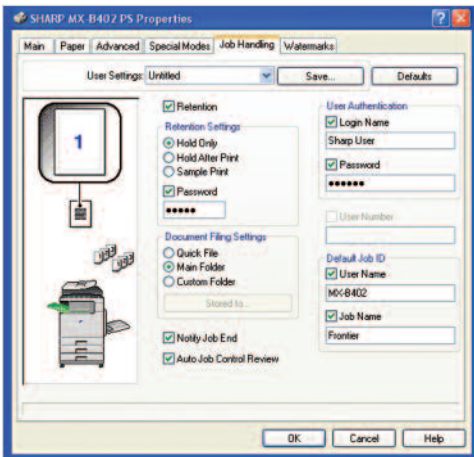 SHARP MX-B402 PS Properties
Main Paper Advanced Special Modes Job Handling Watermarks
User Settings: Untitled Save... Defaults
1
Retention
Retention Settings
Hold Only
Hold After Print
Sample Print
Password
•••••
Document Filing Settings
Quick File
Main Folder
Custom Folder
Stored to...
Notify Job End
Auto Job Control Review
User Authentication
Login Name
Sharp User
Password
••••••
User Number
Default Job ID
User Name
MX-B402
Job Name
Frontier
OK Cancel Help